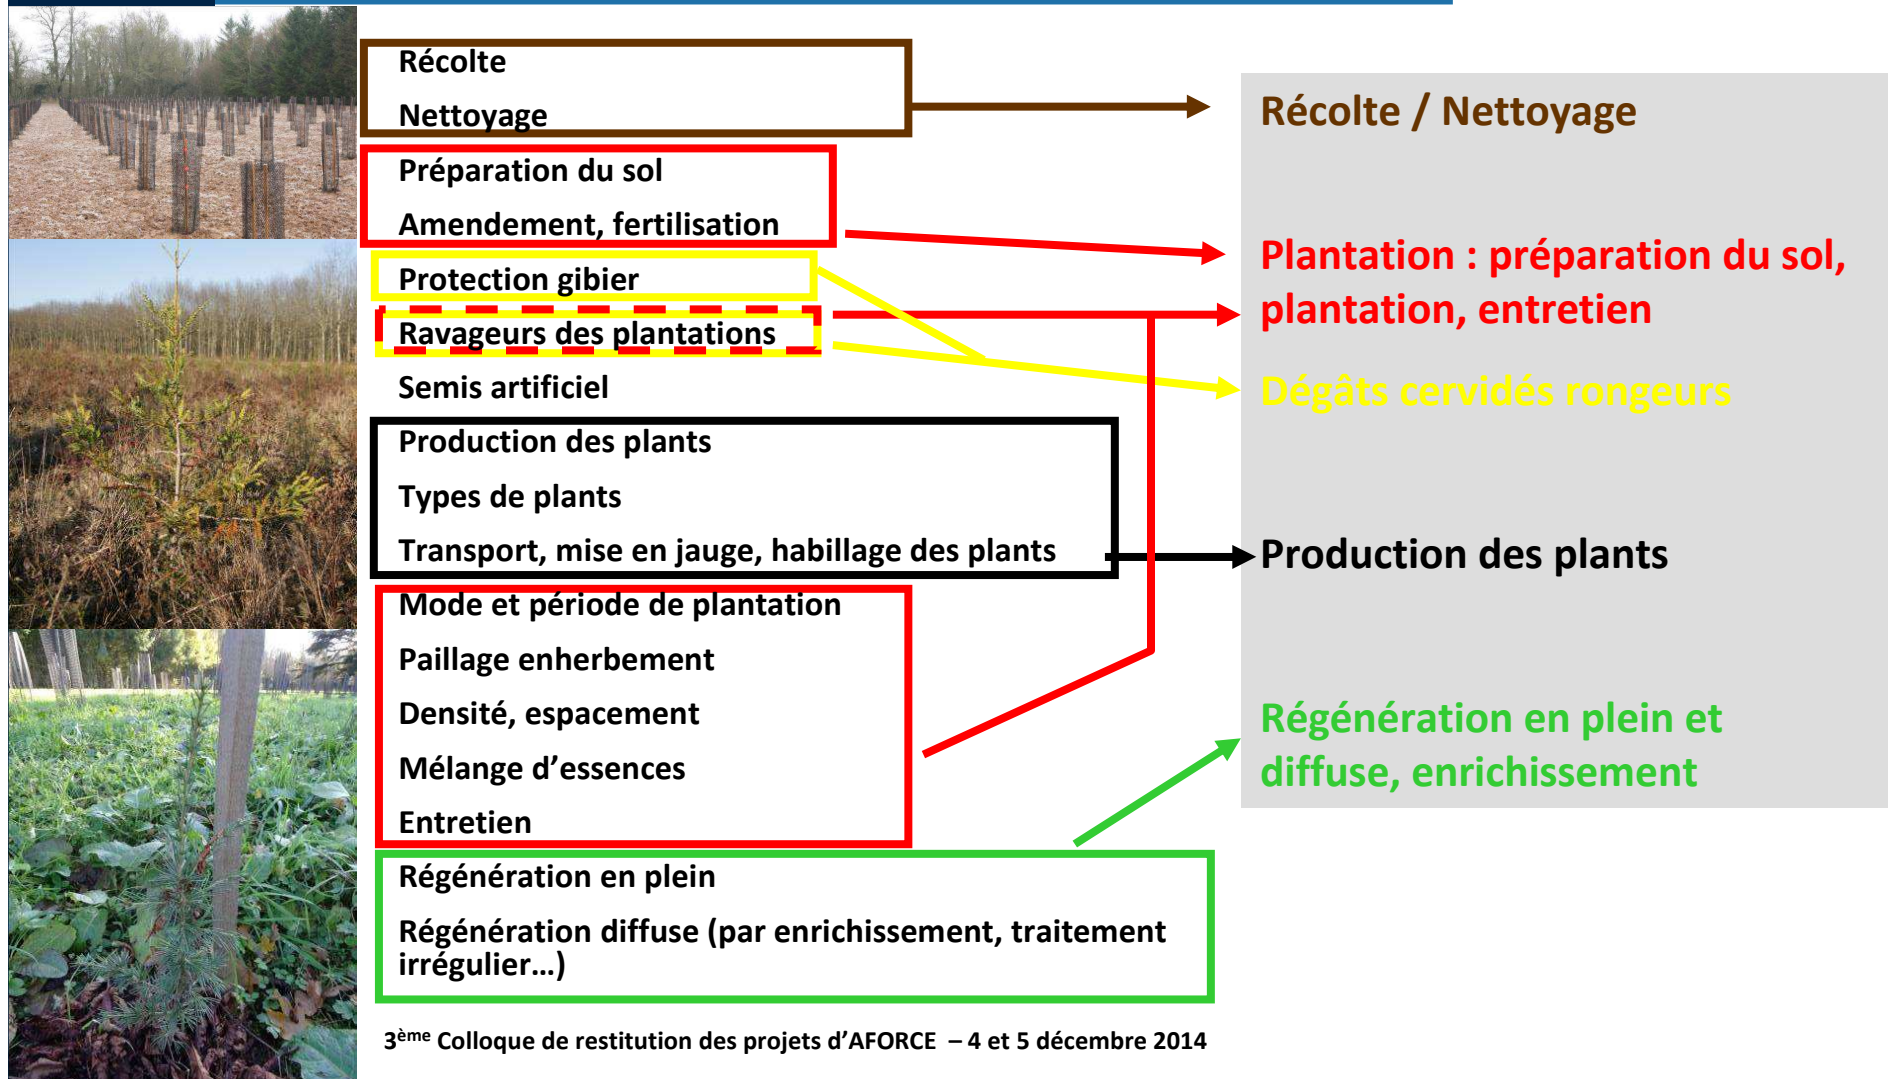 Récolte
Nettoyage
Préparation du sol
Amendement, fertilisation
Protection gibier
Ravageurs des plantations
Semis artificiel
Production des plants
Types de plants
Transport, mise en jauge, habillage des plants
Mode et période de plantation
Paillage enherbement
Densité, espacement
Mélange d’essences
Entretien
Régénération en plein
Régénération diffuse (par enrichissement, traitement
irrégulier…)
Récolte / Nettoyage
Plantation : préparation du sol,
plantation, entretien
Dégâts cervidés rongeurs
Production des plants
Régénération en plein et
diffuse, enrichissement
3ème Colloque de restitution des projets d’AFORCE – 4 et 5 décembre 2014